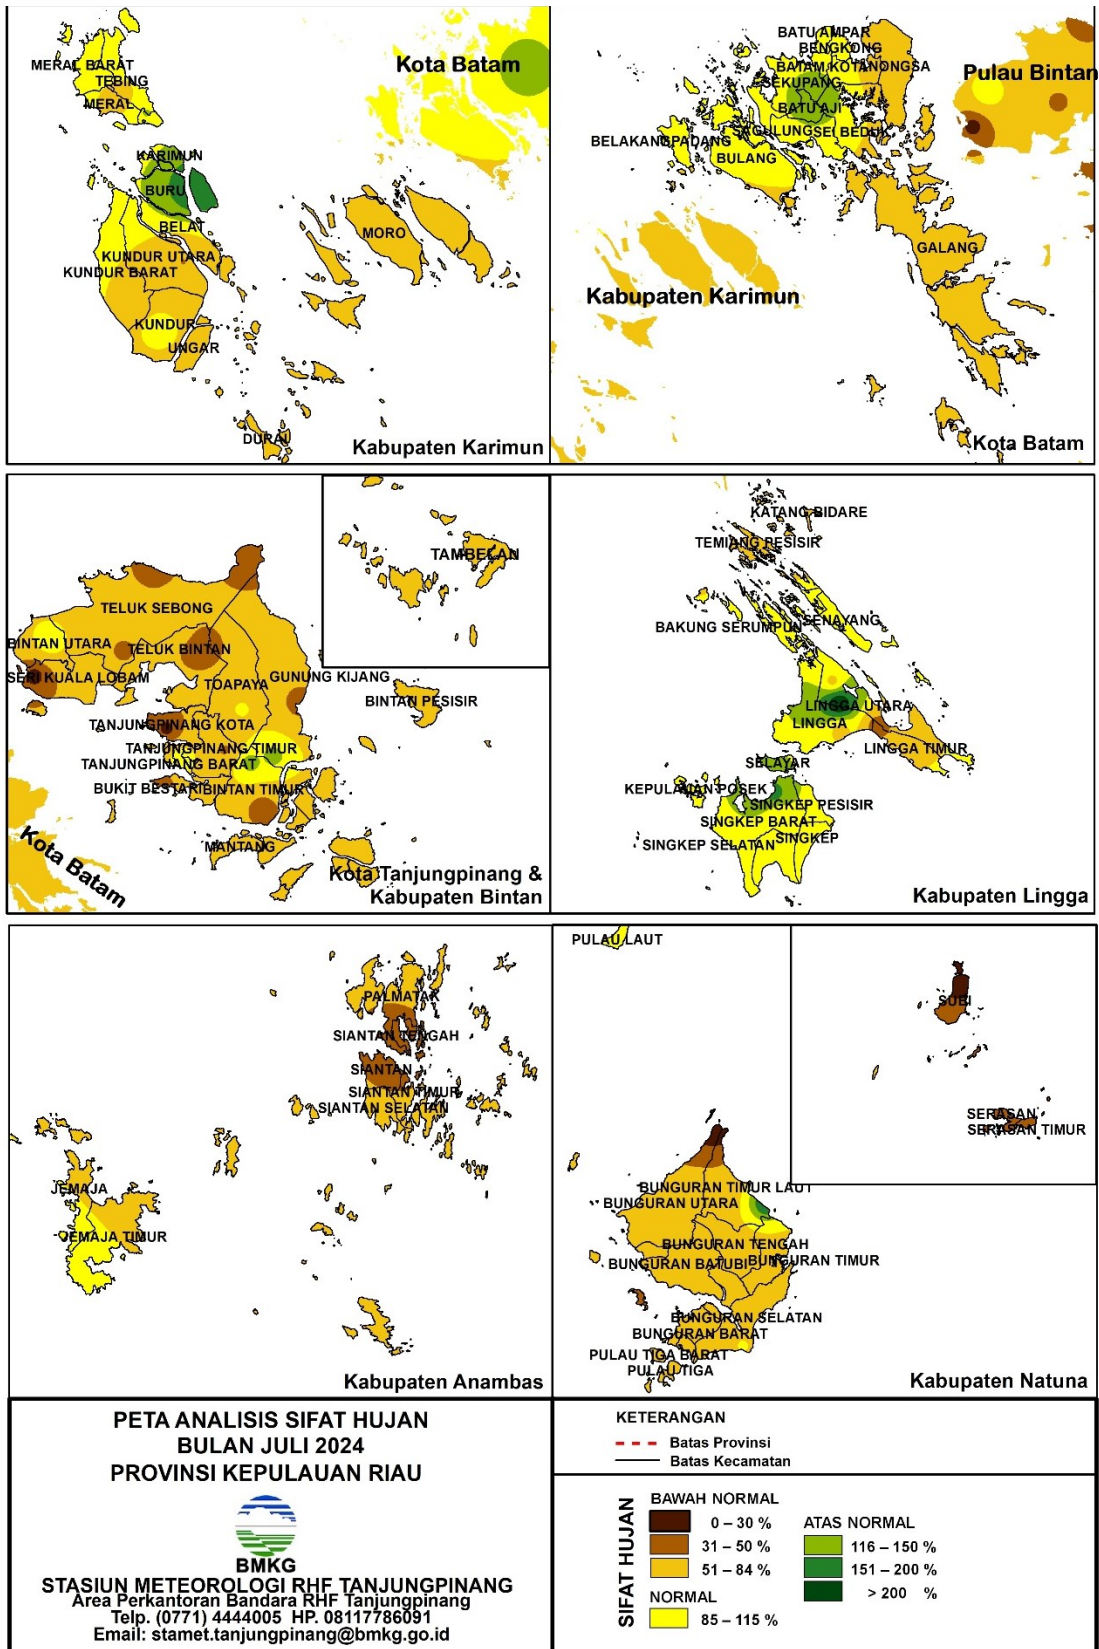 MERAL BARAT
TEBING
MERAL
KARIMUN
BURU
BELAT
KUNDUR UTARA
KUNDUR BARAT
KUNDUR
UNGAR
MORO
DURAI
Kota Batam
Kabupaten Karimun
BATU AMPAR
BENGKONG
BATAM KOTA
NONGSA
SEKUPANG
BATU AJI
SAGULUNG
SEI BEDUK
BELAKANGPADANG
BULANG
GALANG
Pulau Bintan
Kabupaten Karimun
Kota Batam
TAMBELAN
TELUK SEBONG
BINTAN UTARA
TELUK BINTAN
SERI KUALA LOBAM
TOAPAYA
GUNUNG KIJANG
BINTAN PESISIR
TANJUNGPINANG KOTA
TANJUNGPINANG TIMUR
TANJUNGPINANG BARAT
BUKIT BESTARI
BINTAN TIMUR
MANTANG
Kota Batam
Kota Tanjungpinang &
Kabupaten Bintan
KATANG BIDARE
TEMIANG PESISIR
SENAYANG
BAKUNG SERUMPUN
LINGGA UTARA
LINGGA
LINGGA TIMUR
SELAYAR
KEPULAUAN POSEK
SINGKEP PESISIR
SINGKEP BARAT
SINGKEP
SINGKEP SELATAN
Kabupaten Lingga
PALMATAK
SIANTAN TENGAH
SIANTAN
SIANTAN TIMUR
SIANTAN SELATAN
JEMAJA
JEMAJA TIMUR
Kabupaten Anambas
PULAU LAUT
SUBI
SERASAN
SERASAN TIMUR
BUNGURAN TIMUR LAUT
BUNGURAN UTARA
BUNGURAN TENGAH
BUNGURAN BATUBI
BUNGURAN TIMUR
BUNGURAN SELATAN
BUNGURAN BARAT
PULAU TIGA BARAT
PULAU TIGA
Kabupaten Natuna
PETA ANALISIS SIFAT HUJAN
BULAN JULI 2024
PROVINSI KEPULAUAN RIAU
BMKG
STASIUN METEOROLOGI RHF TANJUNGPINANG
Area Perkantoran Bandara RHF Tanjungpinang
Telp. (0771) 4444005 HP. 08117786091
Email: stamet.tanjungpinang@bmkg.go.id
KETERANGAN
Batas Provinsi
Batas Kecamatan
SIFAT HUJAN
BAWAH NORMAL
0 – 30 %
31 – 50 %
51 – 84 %
NORMAL
85 – 115 %
ATAS NORMAL
116 – 150 %
151 – 200 %
> 200 %